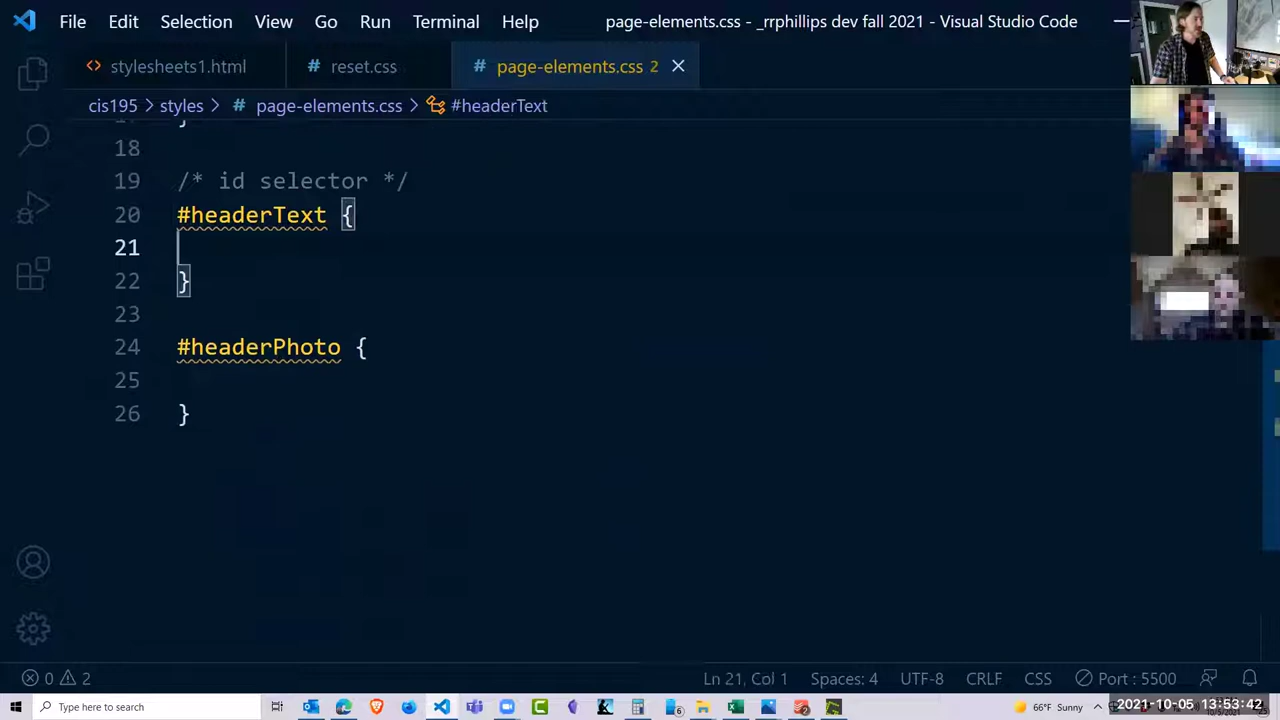 File Edit Selection View Go Run Terminal Help page-elements.css - _rrphillips dev fall 2021 - Visual Studio Code
stylesheets1.html # reset.css # page-elements.css 2
cis195 > styles > # page-elements.css > #headerText
}
18
19 /* id selector */
20 #headerText {
21
22 }
23
24 #headerPhoto {
25
26 }
0 2 Ln 21, Col 1 Spaces: 4 UTF-8 CRLF CSS Port : 5500
Type here to search 66°F Sunny 2021-10-05 13:53:42